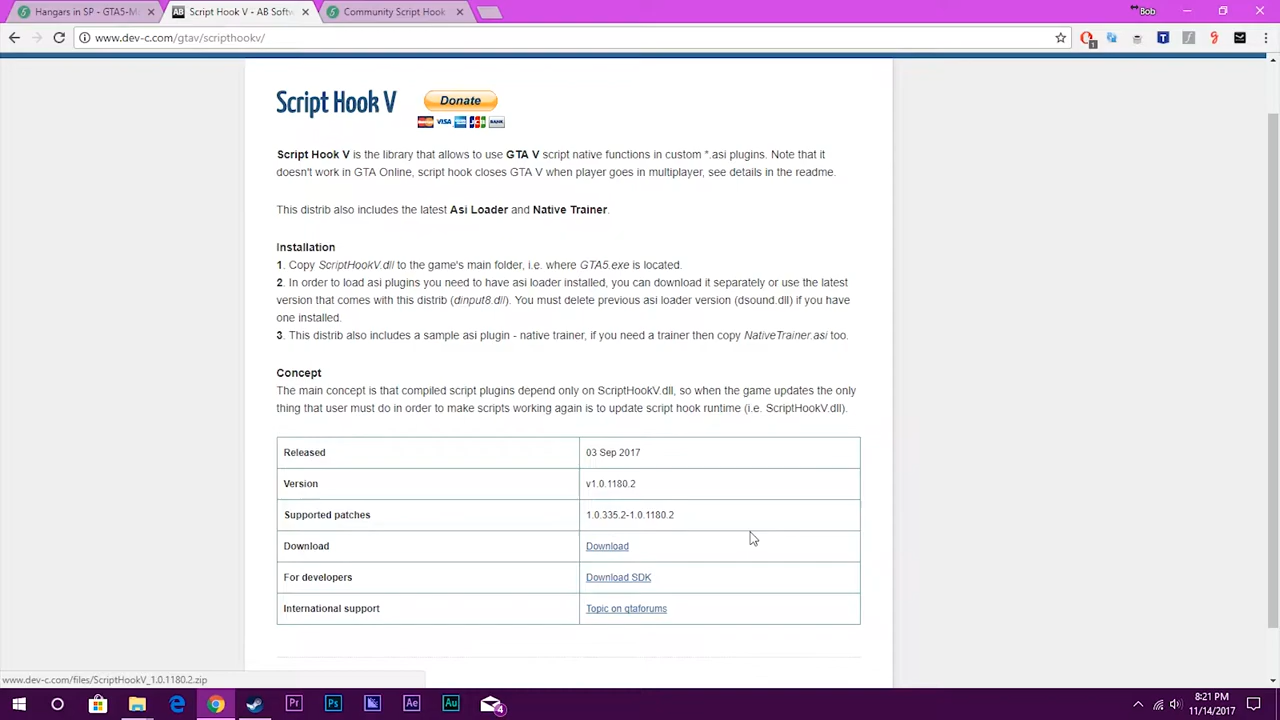 Hangars in SP - GTA5-M
Script Hook V - AB Softw
Community Script Hook
Bob
www.dev-c.com/gtav/scripthookv/
Script Hook V
Donate
VISA
BANK
Script Hook V is the library that allows to use GTA V script native functions in custom *.asi plugins. Note that it
doesn't work in GTA Online, script hook closes GTA V when player goes in multiplayer, see details in the readme.
This distrib also includes the latest Asi Loader and Native Trainer.
Installation
1. Copy ScriptHookV.dll to the game's main folder, i.e. where GTA5.exe is located.
2. In order to load asi plugins you need to have asi loader installed, you can download it separately or use the latest
version that comes with this distrib (dinput8.dll). You must delete previous asi loader version (dsound.dll) if you have
one installed.
3. This distrib also includes a sample asi plugin - native trainer, if you need a trainer then copy NativeTrainer.asi too.
Concept
The main concept is that compiled script plugins depend only on ScriptHookV.dll, so when the game updates the only
thing that user must do in order to make scripts working again is to update script hook runtime (i.e. ScriptHookV.dll).
Released 03 Sep 2017
Version v1.0.1180.2
Supported patches 1.0.335.2-1.0.1180.2
Download Download
For developers Download SDK
International support Topic on gtaforums
www.dev-c.com/files/ScriptHookV_1.0.1180.2.zip
Pr Ps Ae Au 4
8:21 PM
11/14/2017